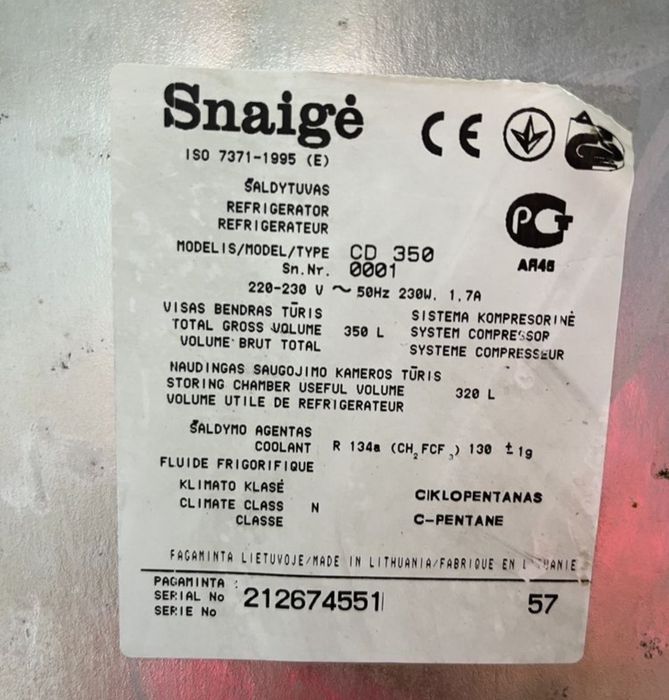 Snaigė
CE
ISO 7371-1995 (E)
ŠALDYTUVAS
REFRIGERATOR
REFRIGERATEUR
PCT
MODELIS/MODEL/TYPE CD 350
Sn.Nr. 0001
АЯ46
220-230 V ~ 50Hz 230W. 1,7A
VISAS BENDRAS TŪRIS
TOTAL GROSS VOLUME 350 L
VOLUME BRUT TOTAL
SISTEMA KOMPRESORINĖ
SYSTEM COMPRESSOR
SYSTEME COMPRESSEUR
NAUDINGAS SAUGOJIMO KAMEROS TŪRIS
STORING CHAMBER USEFUL VOLUME 320 L
VOLUME UTILE DE REFRIGERATEUR
ŠALDYMO AGENTAS
COOLANT R 134a (CH₂FCF₃) 130 ±1g
FLUIDE FRIGORIFIQUE
KLIMATO KLASĖ
CLIMATE CLASS N
CLASSE
CIKLOPENTANAS
C-PENTANE
PAGAMINTA LIETUVOJE/MADE IN LITHUANIA/FABRIQUE EN
PAGAMINTA :
SERIAL No 212674551 57
SERIE No